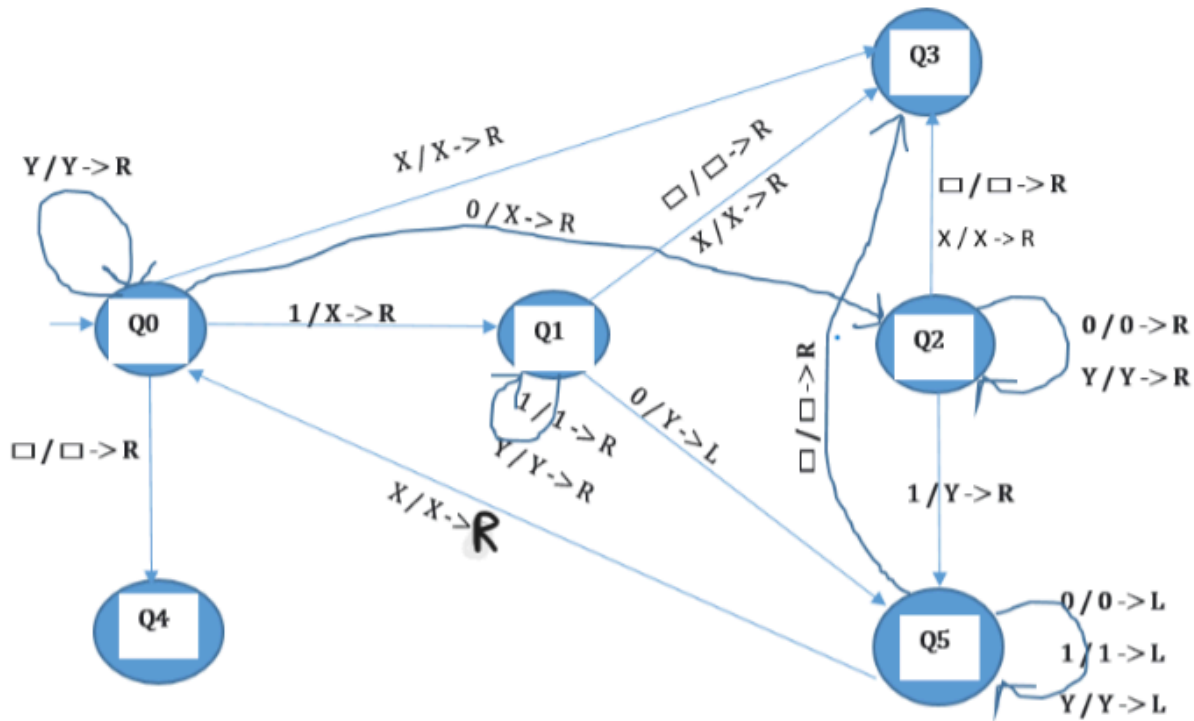 Q3
Y / Y -> R
X / X -> R
□ / □ -> R
X / X -> R
□ / □ -> R
X / X -> R
0 / X -> R
Q0
1 / X -> R
Q1
Q2
0 / 0 -> R
Y / Y -> R
□ / □ -> R
1 / 1 -> R
Y / Y -> R
0 / Y -> L
□ / □ -> R
X / X -> R
1 / Y -> R
Q4
Q5
0 / 0 -> L
1 / 1 -> L
Y / Y -> L